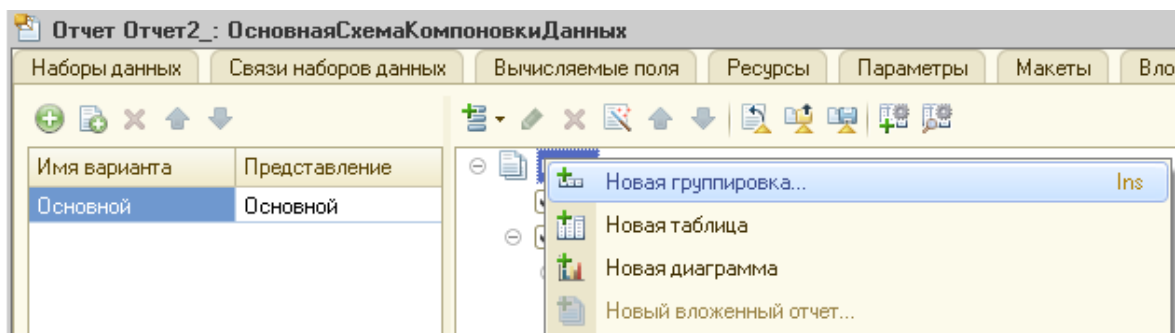 Отчет Отчет2_: ОсновнаяСхемаКомпоновкиДанных
Наборы данных Связи наборов данных Вычисляемые поля Ресурсы Параметры Макеты Вло
Имя варианта Представление
Основной Основной
Новая группировка... Ins
Новая таблица
Новая диаграмма
Новый вложенный отчет...